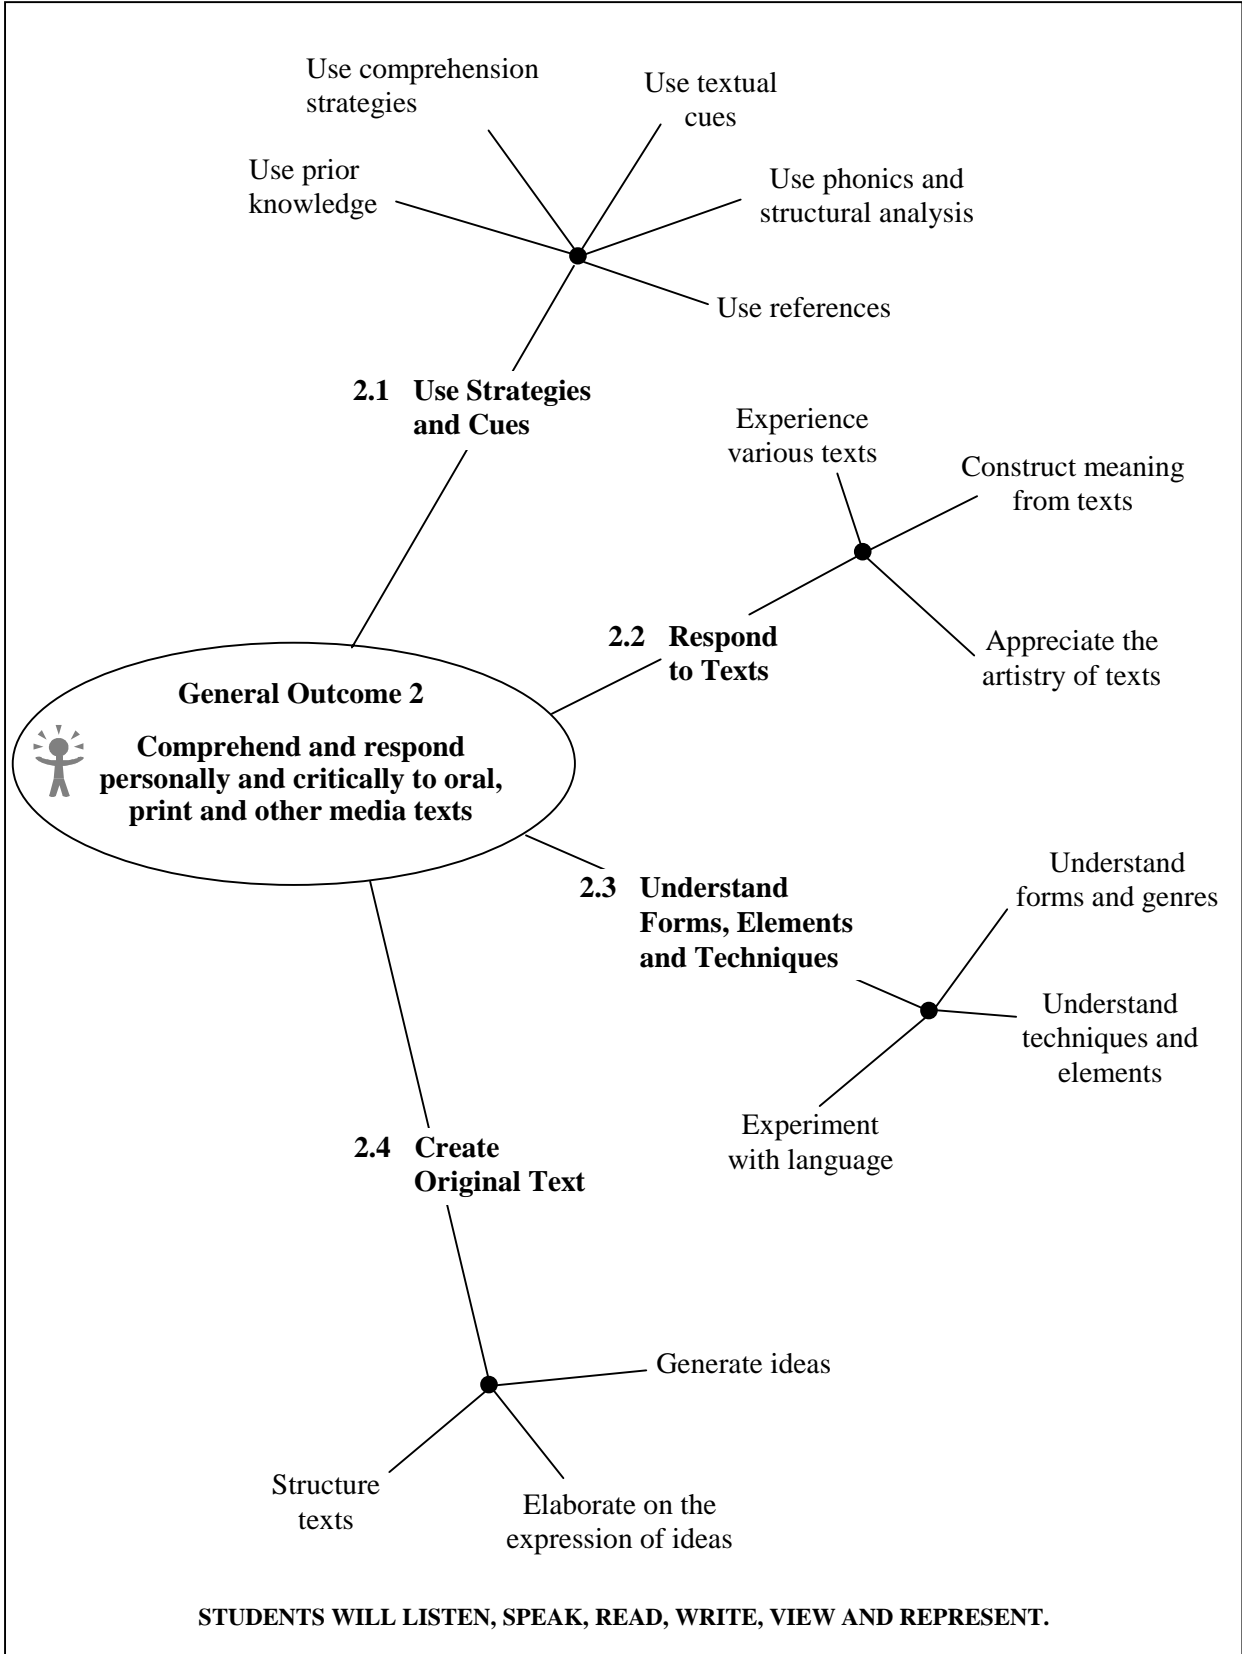 Use comprehension
strategies
Use textual
cues
Use prior
knowledge
Use phonics and
structural analysis
Use references
2.1 Use Strategies
and Cues
Experience
various texts
Construct meaning
from texts
2.2 Respond
to Texts
Appreciate the
artistry of texts
General Outcome 2
Comprehend and respond
personally and critically to oral,
print and other media texts
2.3 Understand
Forms, Elements
and Techniques
Understand
forms and genres
Understand
techniques and
elements
Experiment
with language
2.4 Create
Original Text
Generate ideas
Structure
texts
Elaborate on the
expression of ideas
STUDENTS WILL LISTEN, SPEAK, READ, WRITE, VIEW AND REPRESENT.